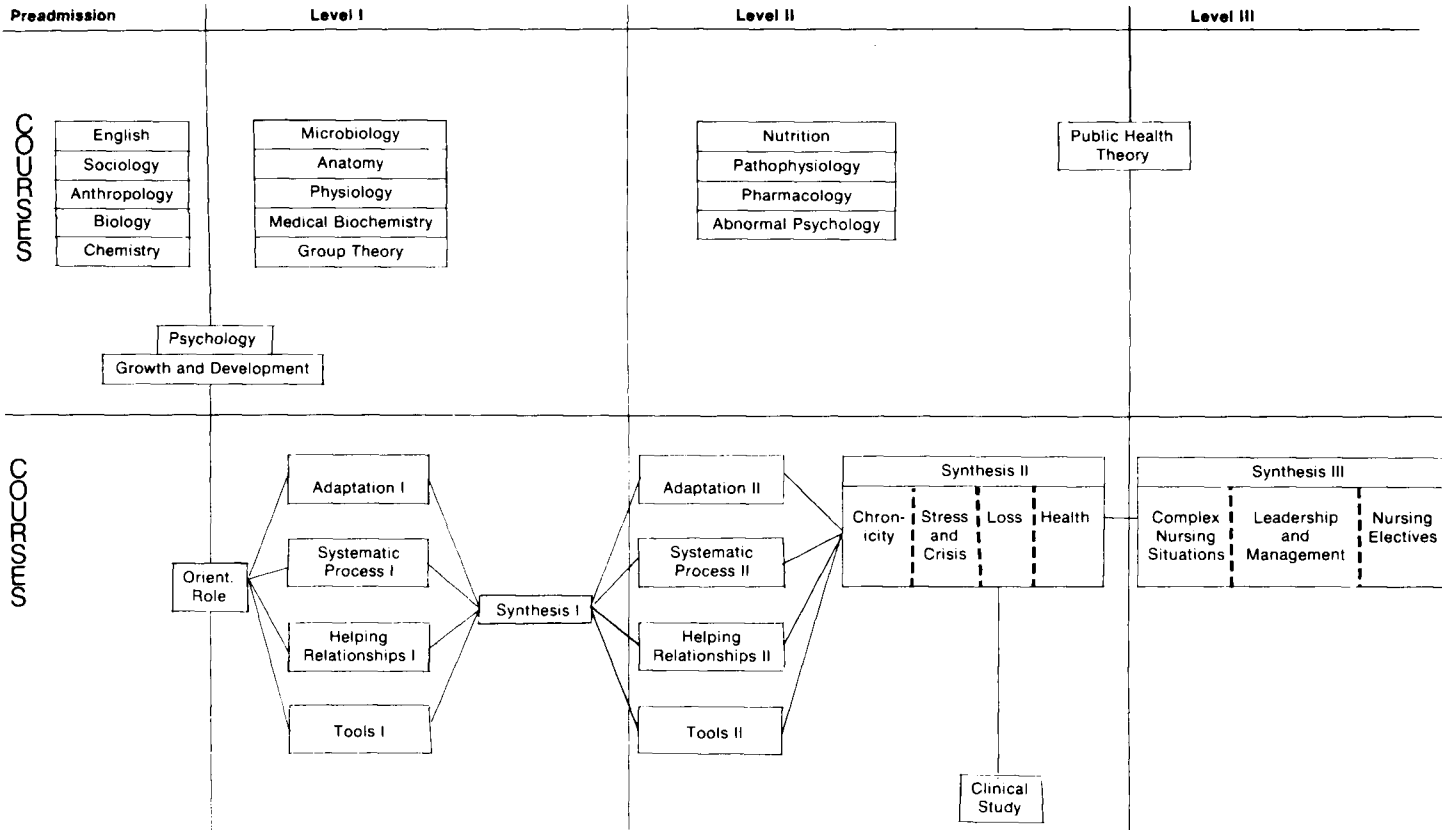 Preadmission
Level I
Level II
Level III
COURSES
English
Sociology
Anthropology
Biology
Chemistry
Microbiology
Anatomy
Physiology
Medical Biochemistry
Group Theory
Nutrition
Pathophysiology
Pharmacology
Abnormal Psychology
Public Health
Theory
Psychology
Growth and Development
COURSES
Orient.
Role
Adaptation I
Systematic
Process I
Helping
Relationships I
Tools I
Synthesis I
Adaptation II
Systematic
Process II
Helping
Relationships II
Tools II
Synthesis II
Chron-
icity
Stress
and
Crisis
Loss
Health
Clinical
Study
Synthesis III
Complex
Nursing
Situations
Leadership
and
Management
Nursing
Electives